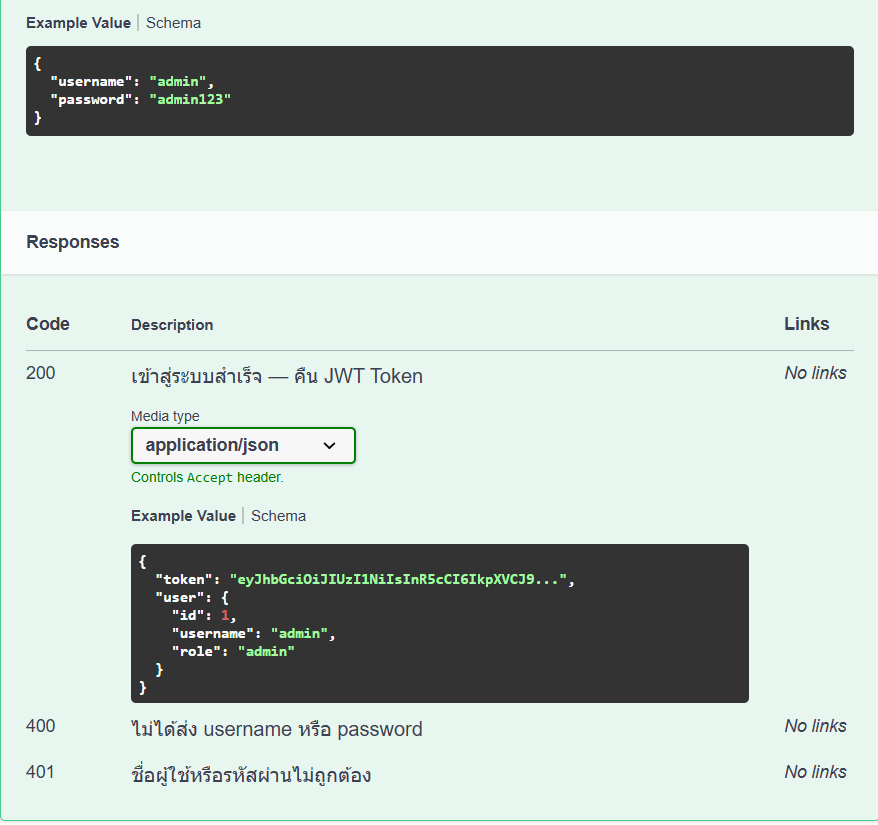 Example Value | Schema
{
  "username": "admin",
  "password": "admin123"
}
Responses
Code Description Links
200 เข้าสู่ระบบสำเร็จ — คืน JWT Token No links
Media type
application/json
Controls Accept header.
Example Value | Schema
{
  "token": "eyJhbGciOiJIUzI1NiIsInR5cCI6IkpXVCJ9...",
  "user": {
    "id": 1,
    "username": "admin",
    "role": "admin"
  }
}
400 ไม่ได้ส่ง username หรือ password No links
401 ชื่อผู้ใช้หรือรหัสผ่านไม่ถูกต้อง No links